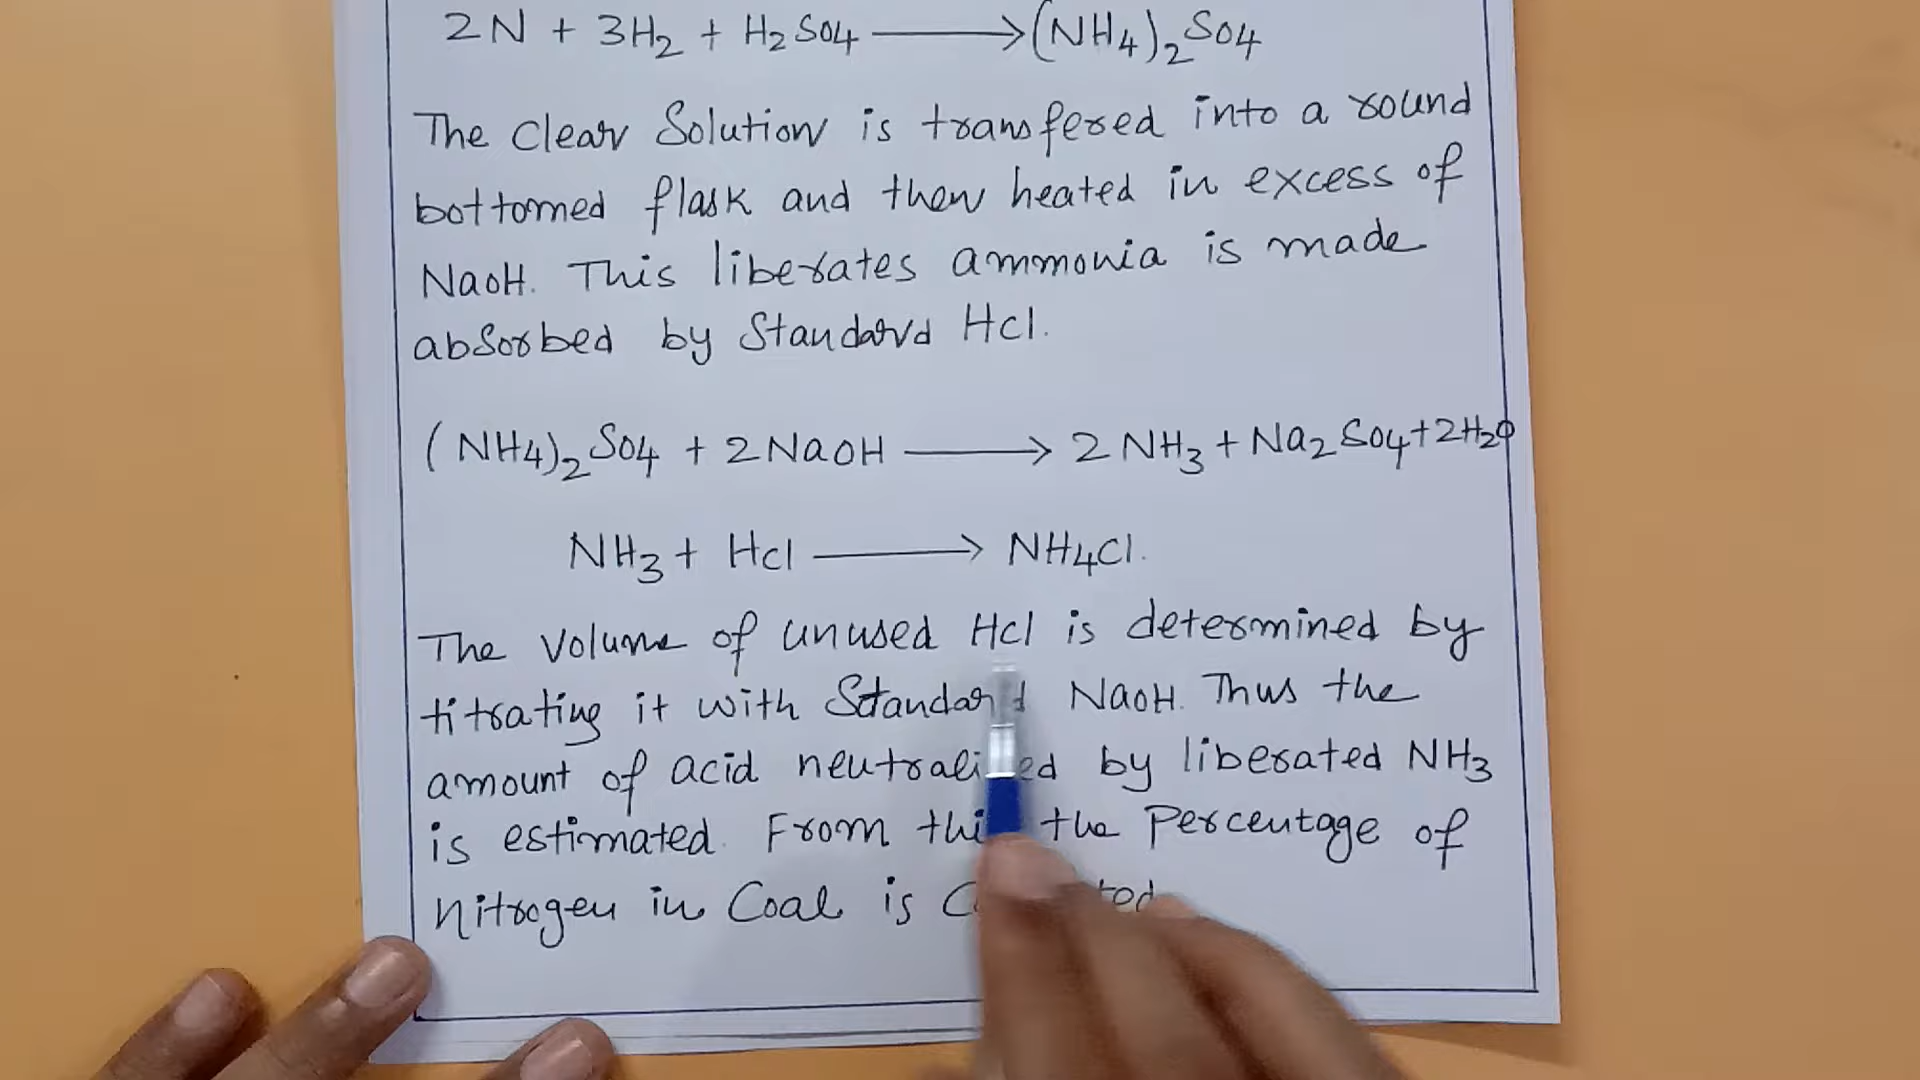 2N + 3H2 + H2SO4 ⟶ (NH4)2SO4
The Clear Solution is transfered into a round
bottomed flask and then heated in excess of
NaOH. This liberates ammonia is made
absorbed by Standard HCl.
(NH4)2SO4 + 2NaOH ⟶ 2NH3 + Na2SO4 + 2H2O
NH3 + HCl ⟶ NH4Cl.
The volume of unused HCl is determined by
titrating it with Standard NaOH. Thus the
amount of acid neutralized by liberated NH3
is estimated. From the Percentage of
nitrogen in Coal is